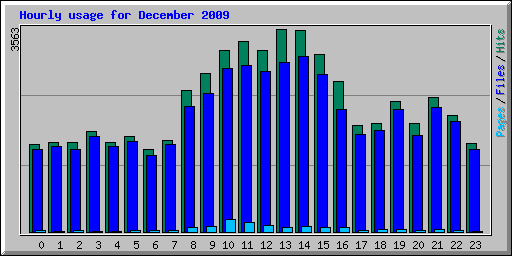 Hourly usage for December 2009
3563
Pages/Files/Hits
0 1 2 3 4 5 6 7 8 9 10 11 12 13 14 15 16 17 18 19 20 21 22 23